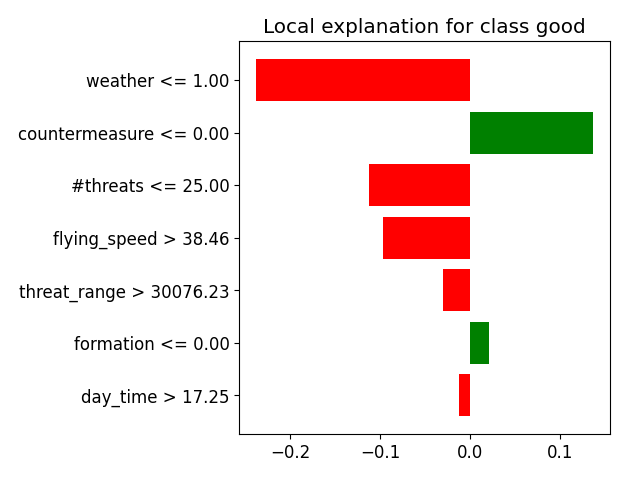 Local explanation for class good
weather <= 1.00
countermeasure <= 0.00
#threats <= 25.00
flying_speed > 38.46
threat_range > 30076.23
formation <= 0.00
day_time > 17.25
−0.2 −0.1 0.0 0.1